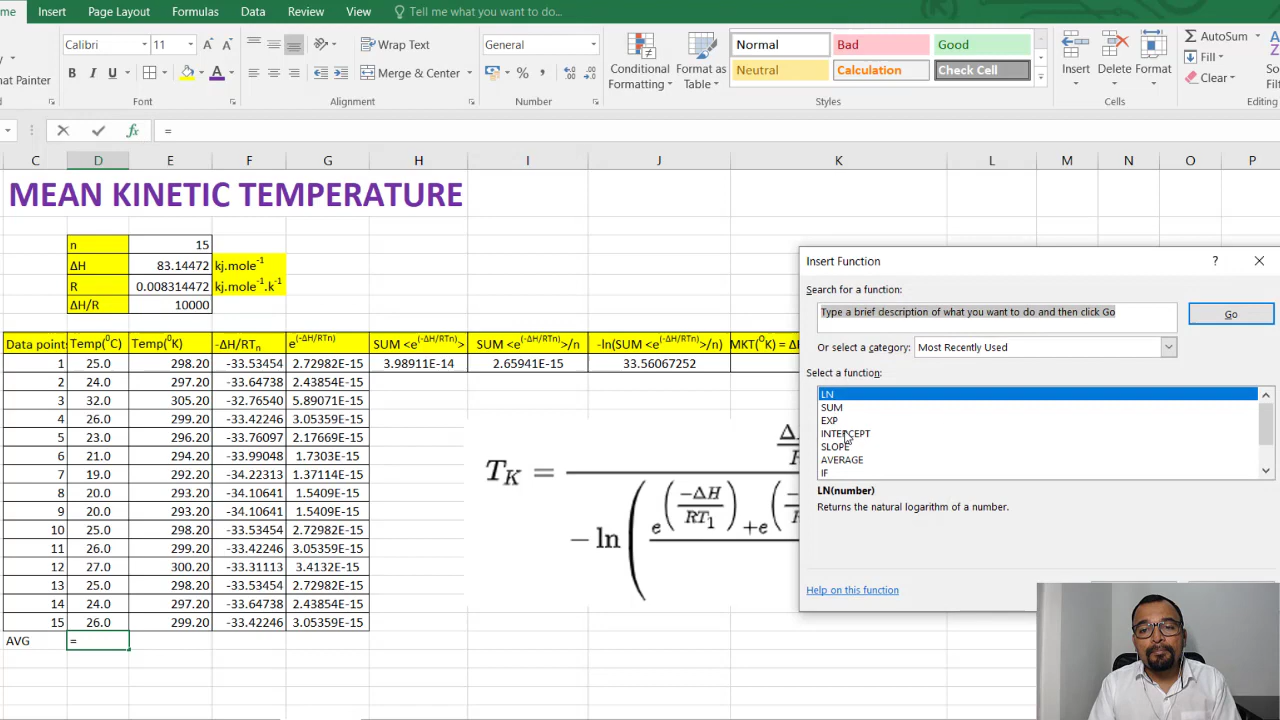 me Insert Page Layout Formulas Data Review View Tell me what you want to do...
Calibri 11 Wrap Text General Normal Bad Good AutoSum
at Painter B I U Merge & Center % , Conditional Formatting Format as Table Neutral Calculation Check Cell Insert Delete Format Fill Clear
Font Alignment Number Styles Cells Editing
fx =
C D E F G H I J K L M N O P
MEAN KINETIC TEMPERATURE
n 15
ΔH 83.14472 kj.mole-1
R 0.008314472 kj.mole-1.k-1
ΔH/R 10000
Data points Temp(0C) Temp(0K) -ΔH/RTn e(-ΔH/RTn) SUM <e(-ΔH/RTn)> SUM <e(-ΔH/RTn)>/n -ln(SUM <e(-ΔH/RTn)>/n) MKT(0K) = ΔH
1 25.0 298.20 -33.53454 2.72982E-15 3.98911E-14 2.65941E-15 33.56067252
2 24.0 297.20 -33.64738 2.43854E-15
3 32.0 305.20 -32.76540 5.89071E-15
4 26.0 299.20 -33.42246 3.05359E-15
5 23.0 296.20 -33.76097 2.17669E-15
6 21.0 294.20 -33.99048 1.7303E-15
7 19.0 292.20 -34.22313 1.37114E-15
8 20.0 293.20 -34.10641 1.5409E-15
9 20.0 293.20 -34.10641 1.5409E-15
10 25.0 298.20 -33.53454 2.72982E-15
11 26.0 299.20 -33.42246 3.05359E-15
12 27.0 300.20 -33.31113 3.4132E-15
13 25.0 298.20 -33.53454 2.72982E-15
14 24.0 297.20 -33.64738 2.43854E-15
15 26.0 299.20 -33.42246 3.05359E-15
AVG =
TK =
− ln ( e(−ΔH/RT1) +e(−
Insert Function ? ×
Search for a function:
Type a brief description of what you want to do and then click Go
Go
Or select a category: Most Recently Used
Select a function:
LN
SUM
EXP
INTERCEPT
SLOPE
AVERAGE
IF
LN(number)
Returns the natural logarithm of a number.
Help on this function